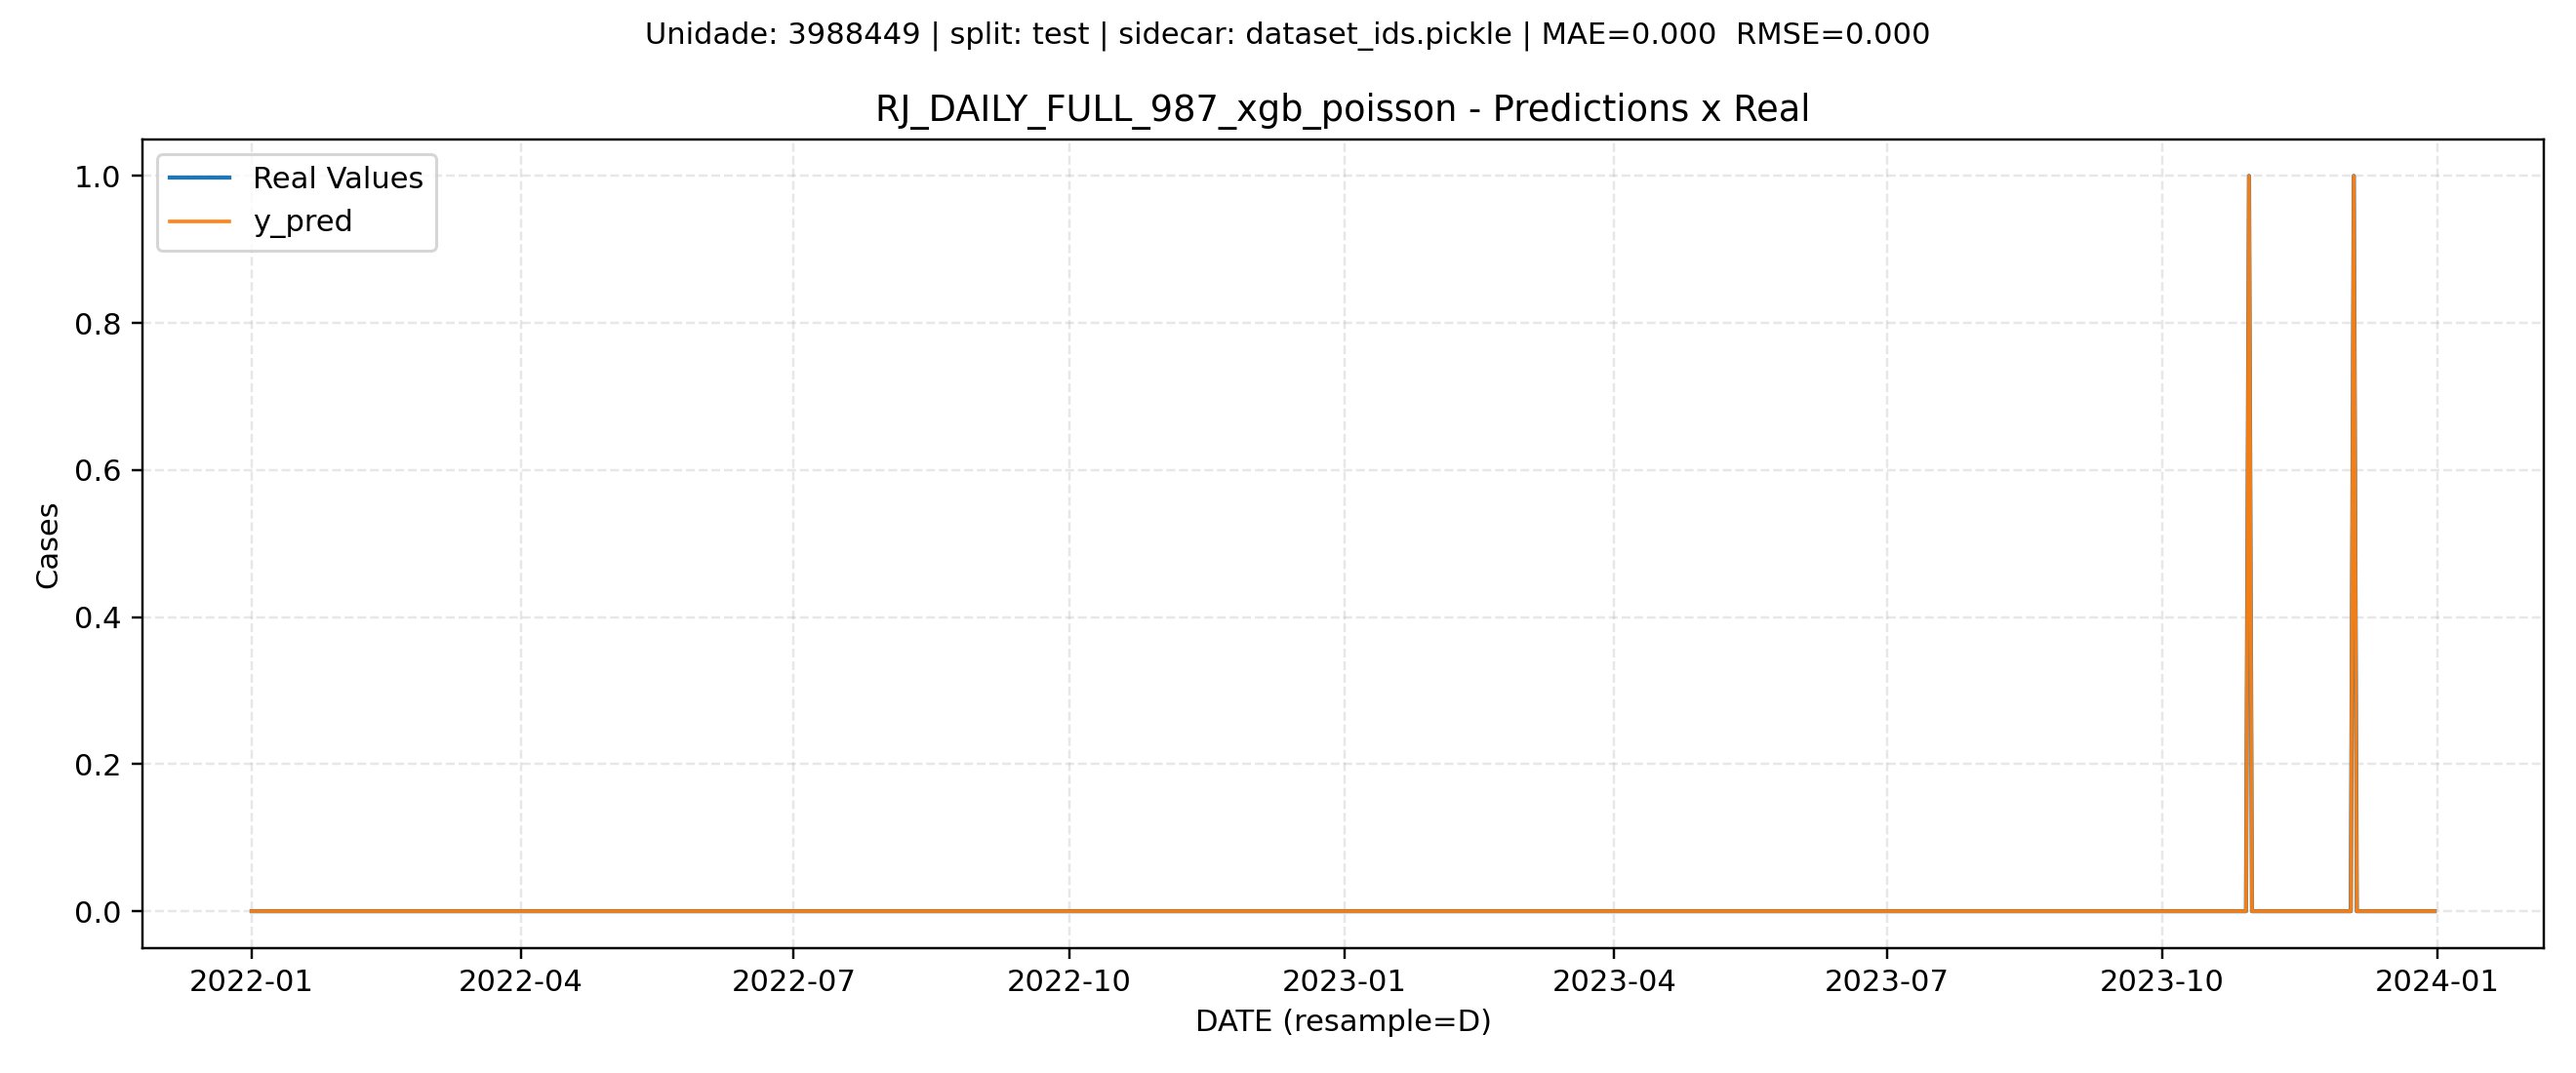 Unidade: 3988449 | split: test | sidecar: dataset_ids.pickle | MAE=0.000  RMSE=0.000
RJ_DAILY_FULL_987_xgb_poisson - Predictions x Real
Real Values
y_pred
1.0
0.8
0.6
0.4
0.2
0.0
Cases
2022-01 2022-04 2022-07 2022-10 2023-01 2023-04 2023-07 2023-10 2024-01
DATE (resample=D)